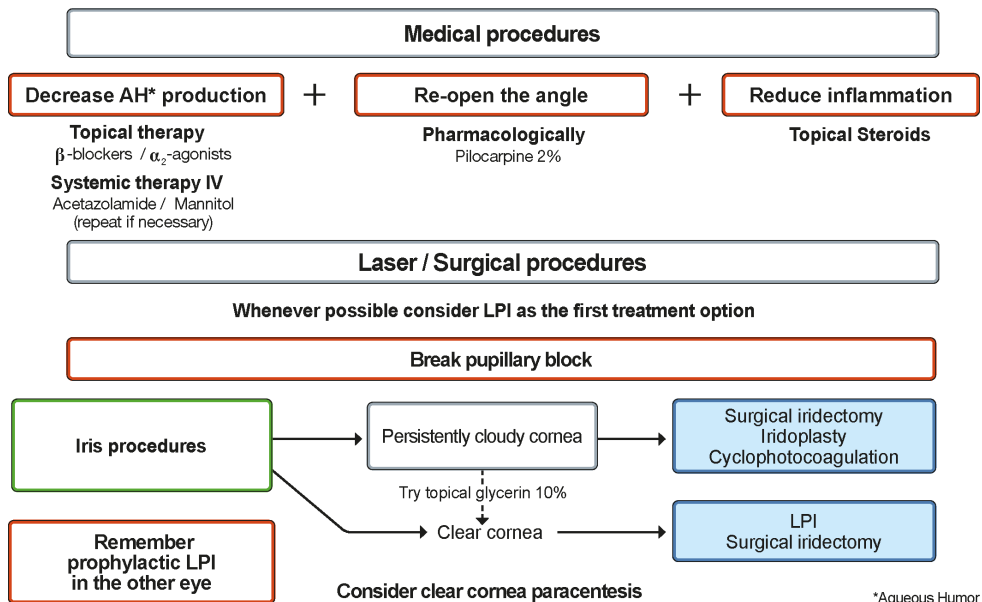 Medical procedures
Decrease AH* production + Re-open the angle + Reduce inflammation
Topical therapy
β-blockers / α₂-agonists
Systemic therapy IV
Acetazolamide / Mannitol
(repeat if necessary)
Pharmacologically
Pilocarpine 2%
Topical Steroids
Laser / Surgical procedures
Whenever possible consider LPI as the first treatment option
Break pupillary block
Iris procedures
Persistently cloudy cornea
Surgical iridectomy
Iridoplasty
Cyclophotocoagulation
Try topical glycerin 10%
Clear cornea
LPI
Surgical iridectomy
Remember
prophylactic LPI
in the other eye
Consider clear cornea paracentesis
*Aqueous Humor